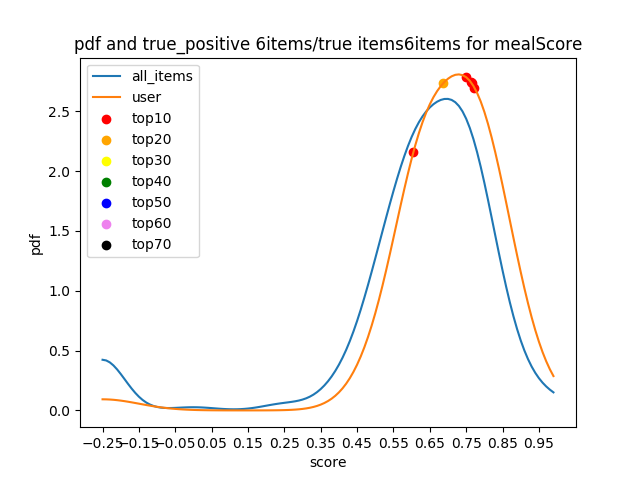 pdf and true_positive 6items/true items6items for mealScore
all_items
user
top10
top20
top30
top40
top50
top60
top70
pdf
2.5
2.0
1.5
1.0
0.5
0.0
−0.25 −0.15 −0.05 0.05 0.15 0.25 0.35 0.45 0.55 0.65 0.75 0.85 0.95
score